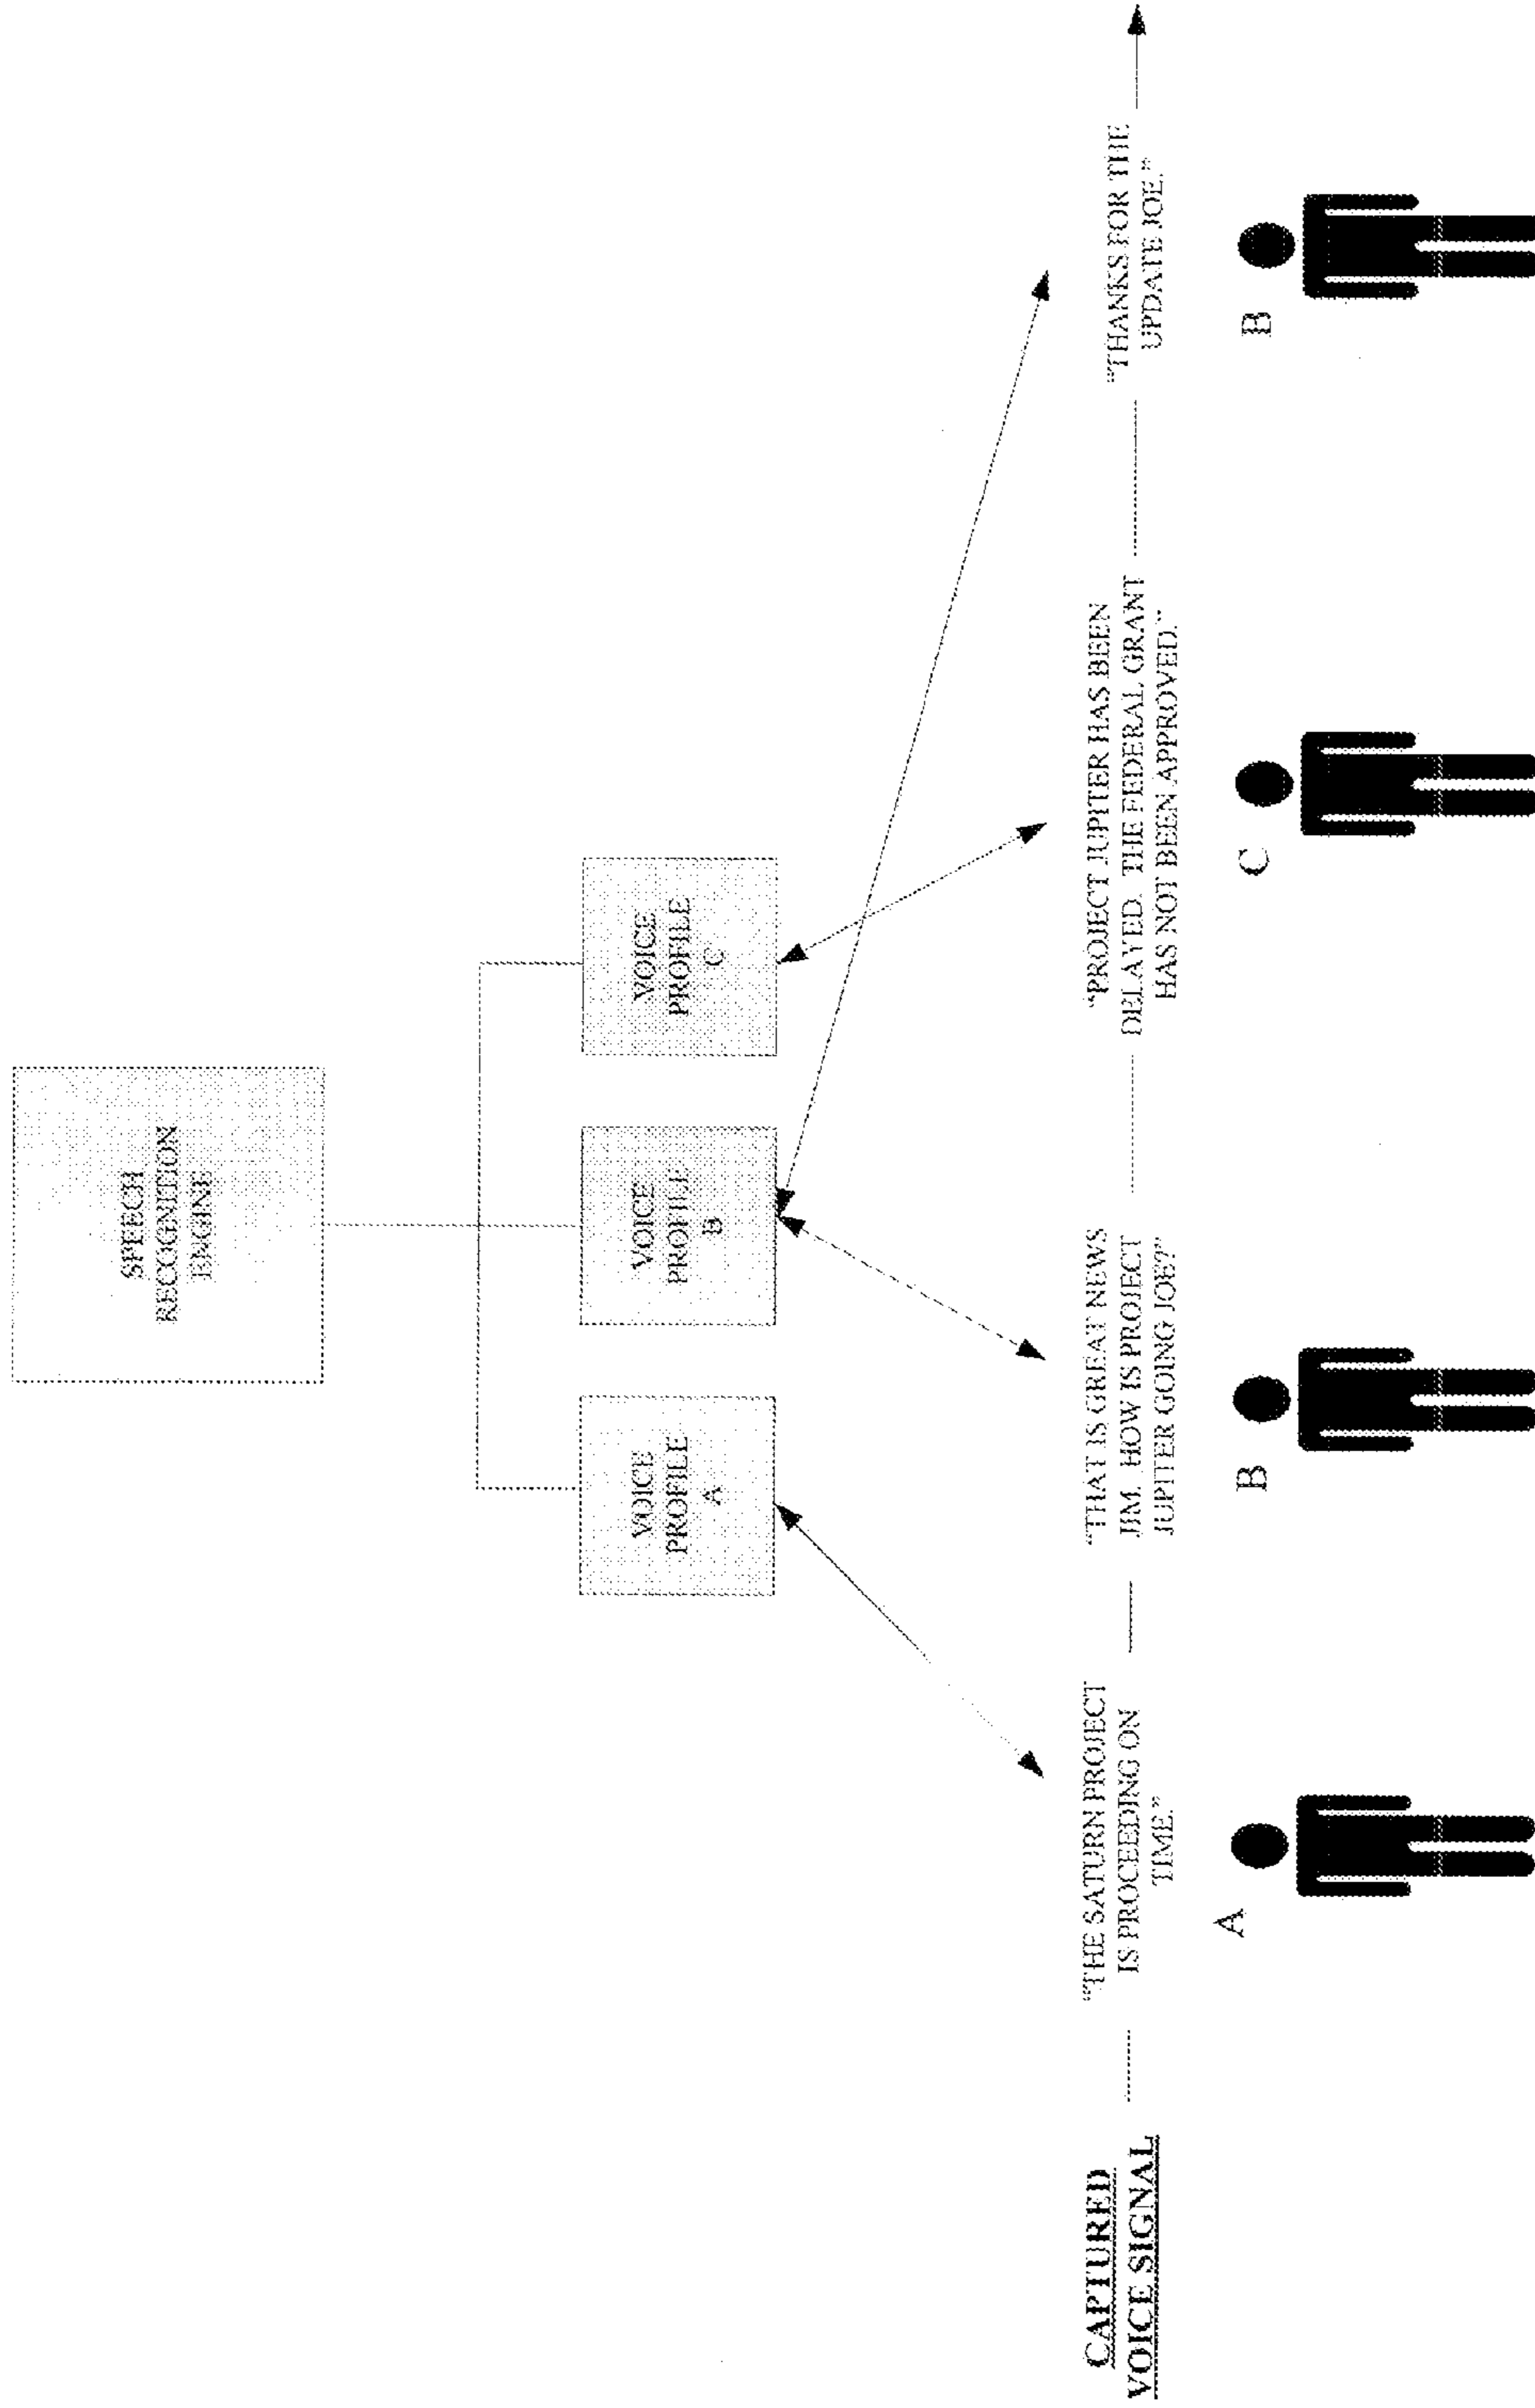 SPEECH
RECOGNITION
ENGINE
VOICE
PROFILE
A
VOICE
PROFILE
B
VOICE
PROFILE
C
CAPTURED
VOICE SIGNAL
"THE SATURN PROJECT
IS PROCEEDING ON
TIME."
"THAT IS GREAT NEWS
JIM. HOW IS PROJECT
JUPITER GOING JOE?"
"PROJECT JUPITER HAS BEEN
DELAYED. THE FEDERAL GRANT
HAS NOT BEEN APPROVED."
"THANKS FOR THE
UPDATE JOE."
A
B
C
B